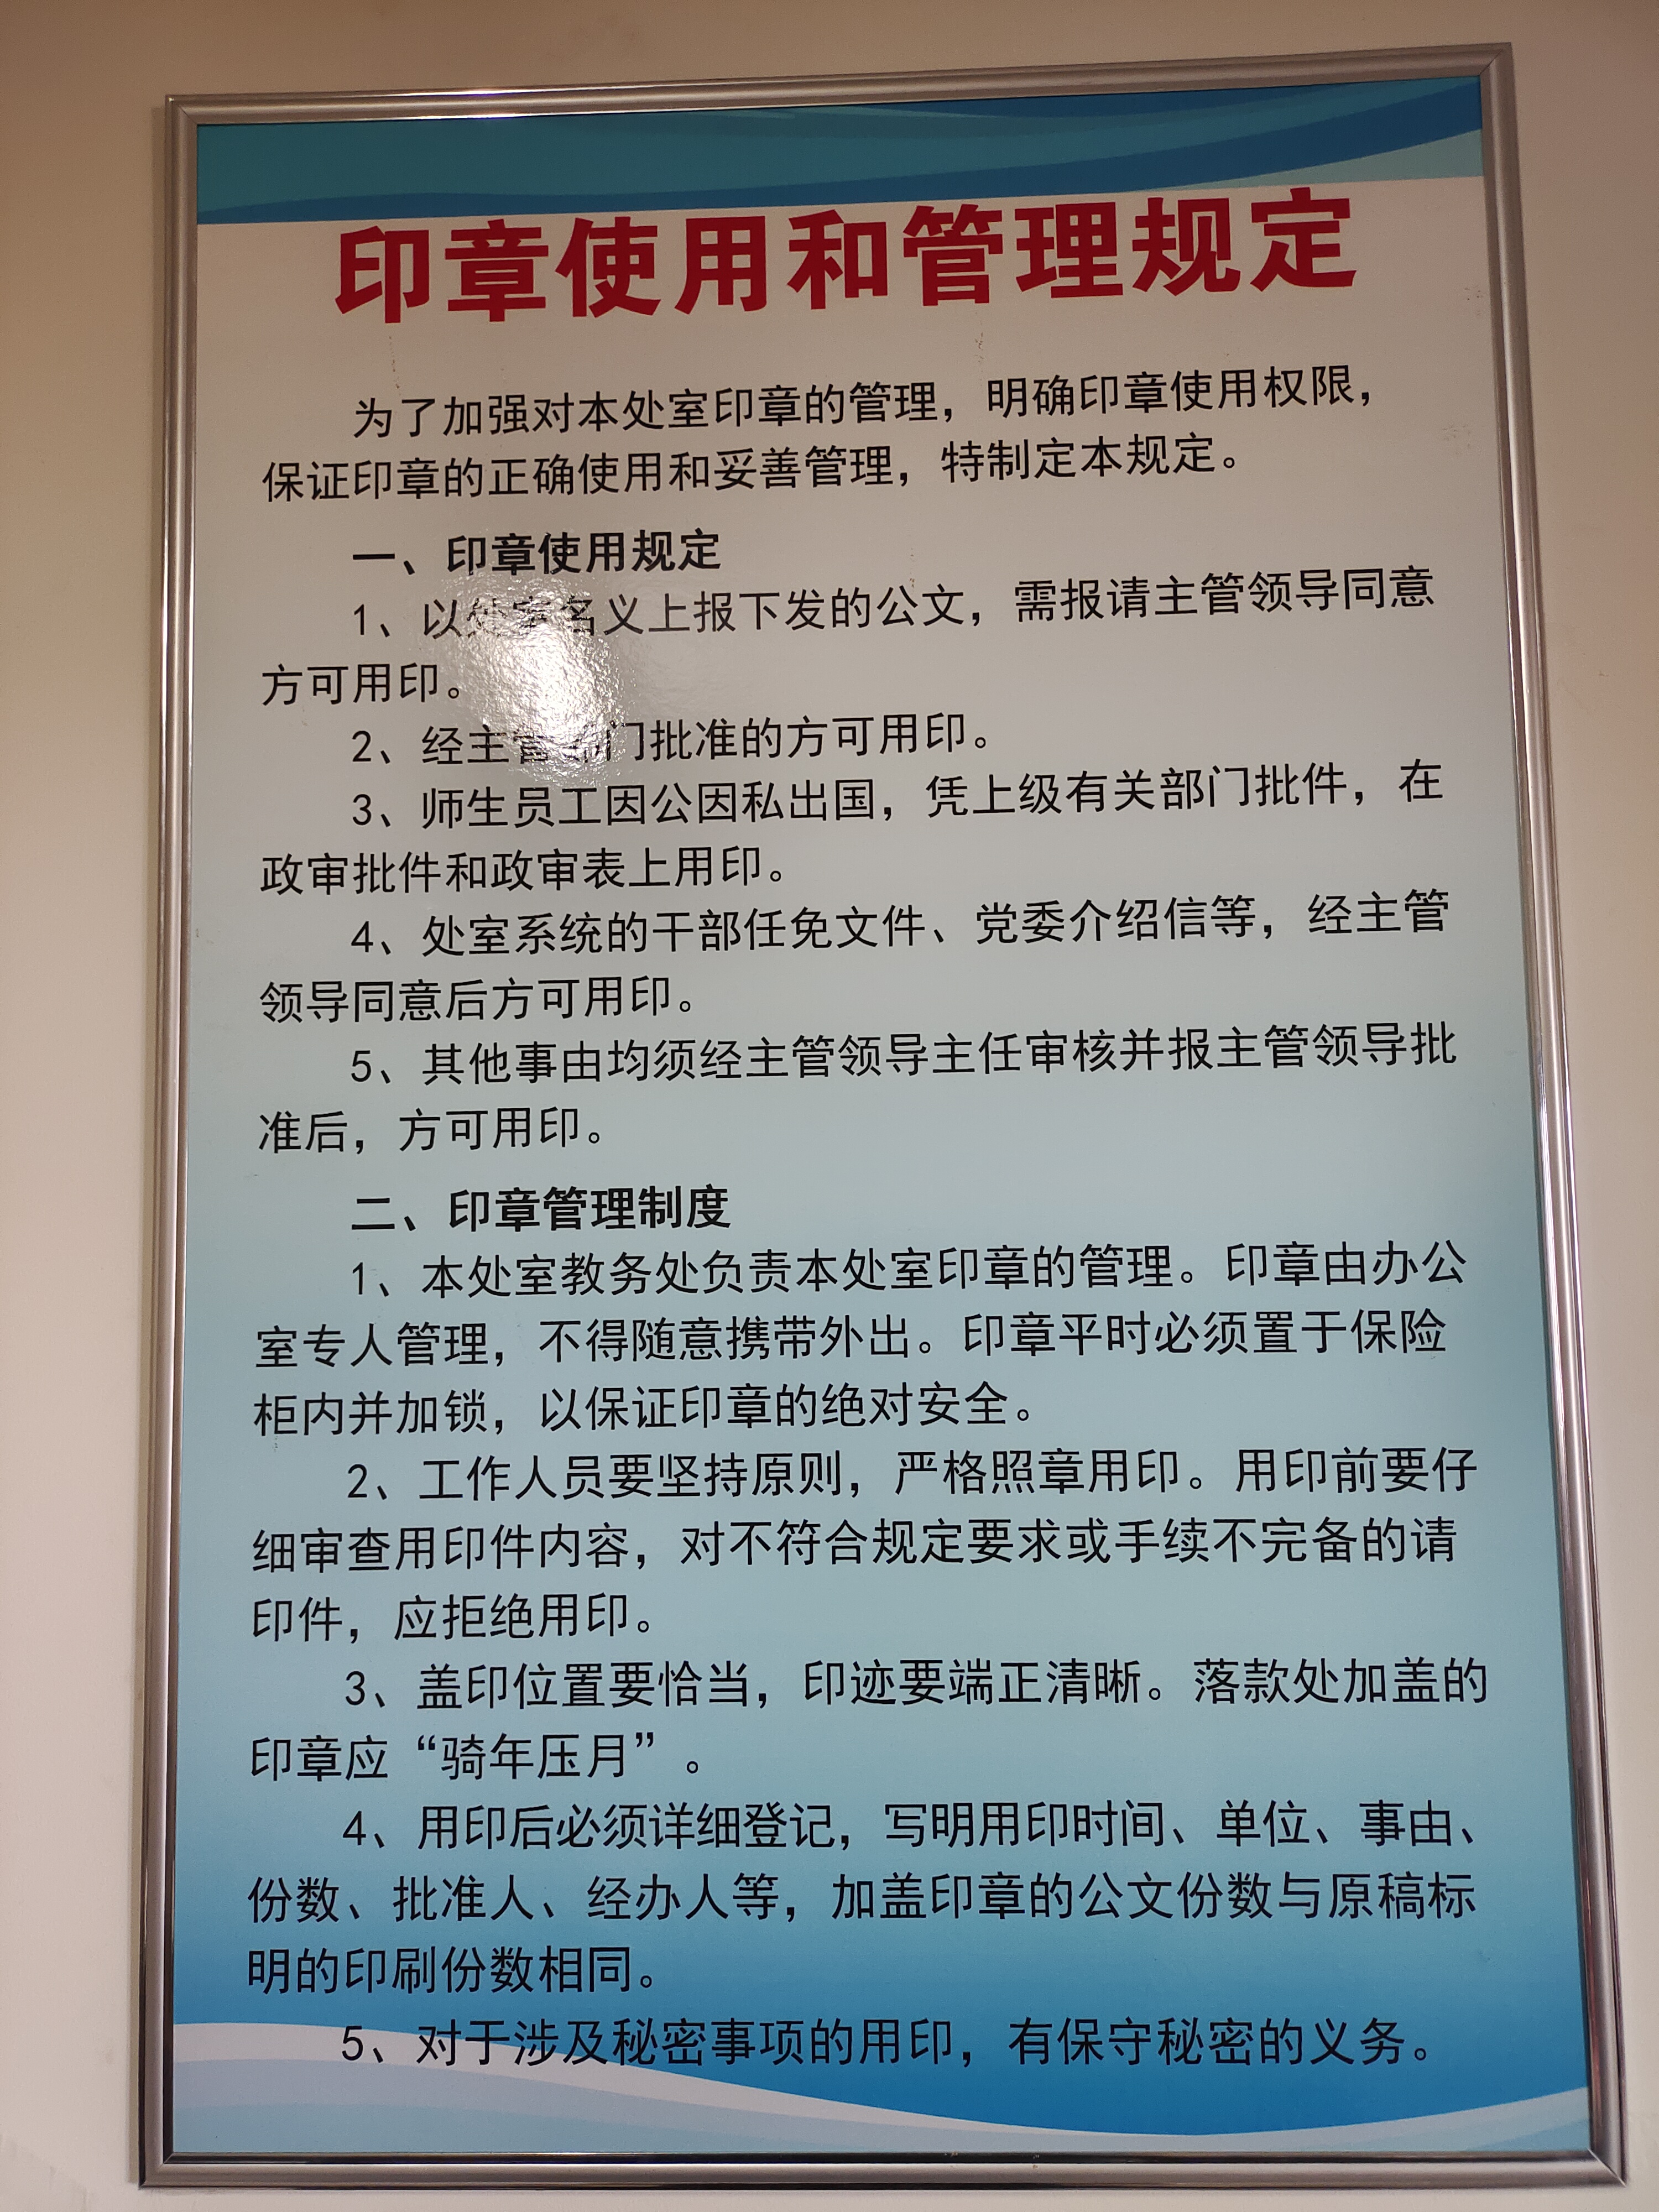 印章使用和管理规定
为了加强对本处室印章的管理，明确印章使用权限，
保证印章的正确使用和妥善管理，特制定本规定。
一、印章使用规定
1、以处室名义上报下发的公文，需报请主管领导同意
方可用印。
2、经主管部门批准的方可用印。
3、师生员工因公因私出国，凭上级有关部门批件，在
政审批件和政审表上用印。
4、处室系统的干部任免文件、党委介绍信等，经主管
领导同意后方可用印。
5、其他事由均须经主管领导主任审核并报主管领导批
准后，方可用印。
二、印章管理制度
1、本处室教务处负责本处室印章的管理。印章由办公
室专人管理，不得随意携带外出。印章平时必须置于保险
柜内并加锁，以保证印章的绝对安全。
2、工作人员要坚持原则，严格照章用印。用印前要仔
细审查用印件内容，对不符合规定要求或手续不完备的请
印件，应拒绝用印。
3、盖印位置要恰当，印迹要端正清晰。落款处加盖的
印章应“骑年压月”。
4、用印后必须详细登记，写明用印时间、单位、事由、
份数、批准人、经办人等，加盖印章的公文份数与原稿标
明的印刷份数相同。
5、对于涉及秘密事项的用印，有保守秘密的义务。